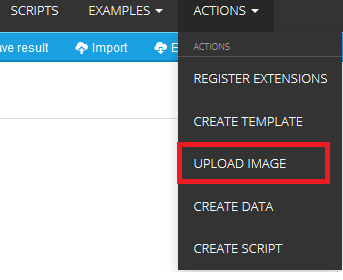 SCRIPTS EXAMPLES ACTIONS
ve result Import E
ACTIONS
REGISTER EXTENSIONS
CREATE TEMPLATE
UPLOAD IMAGE
CREATE DATA
CREATE SCRIPT